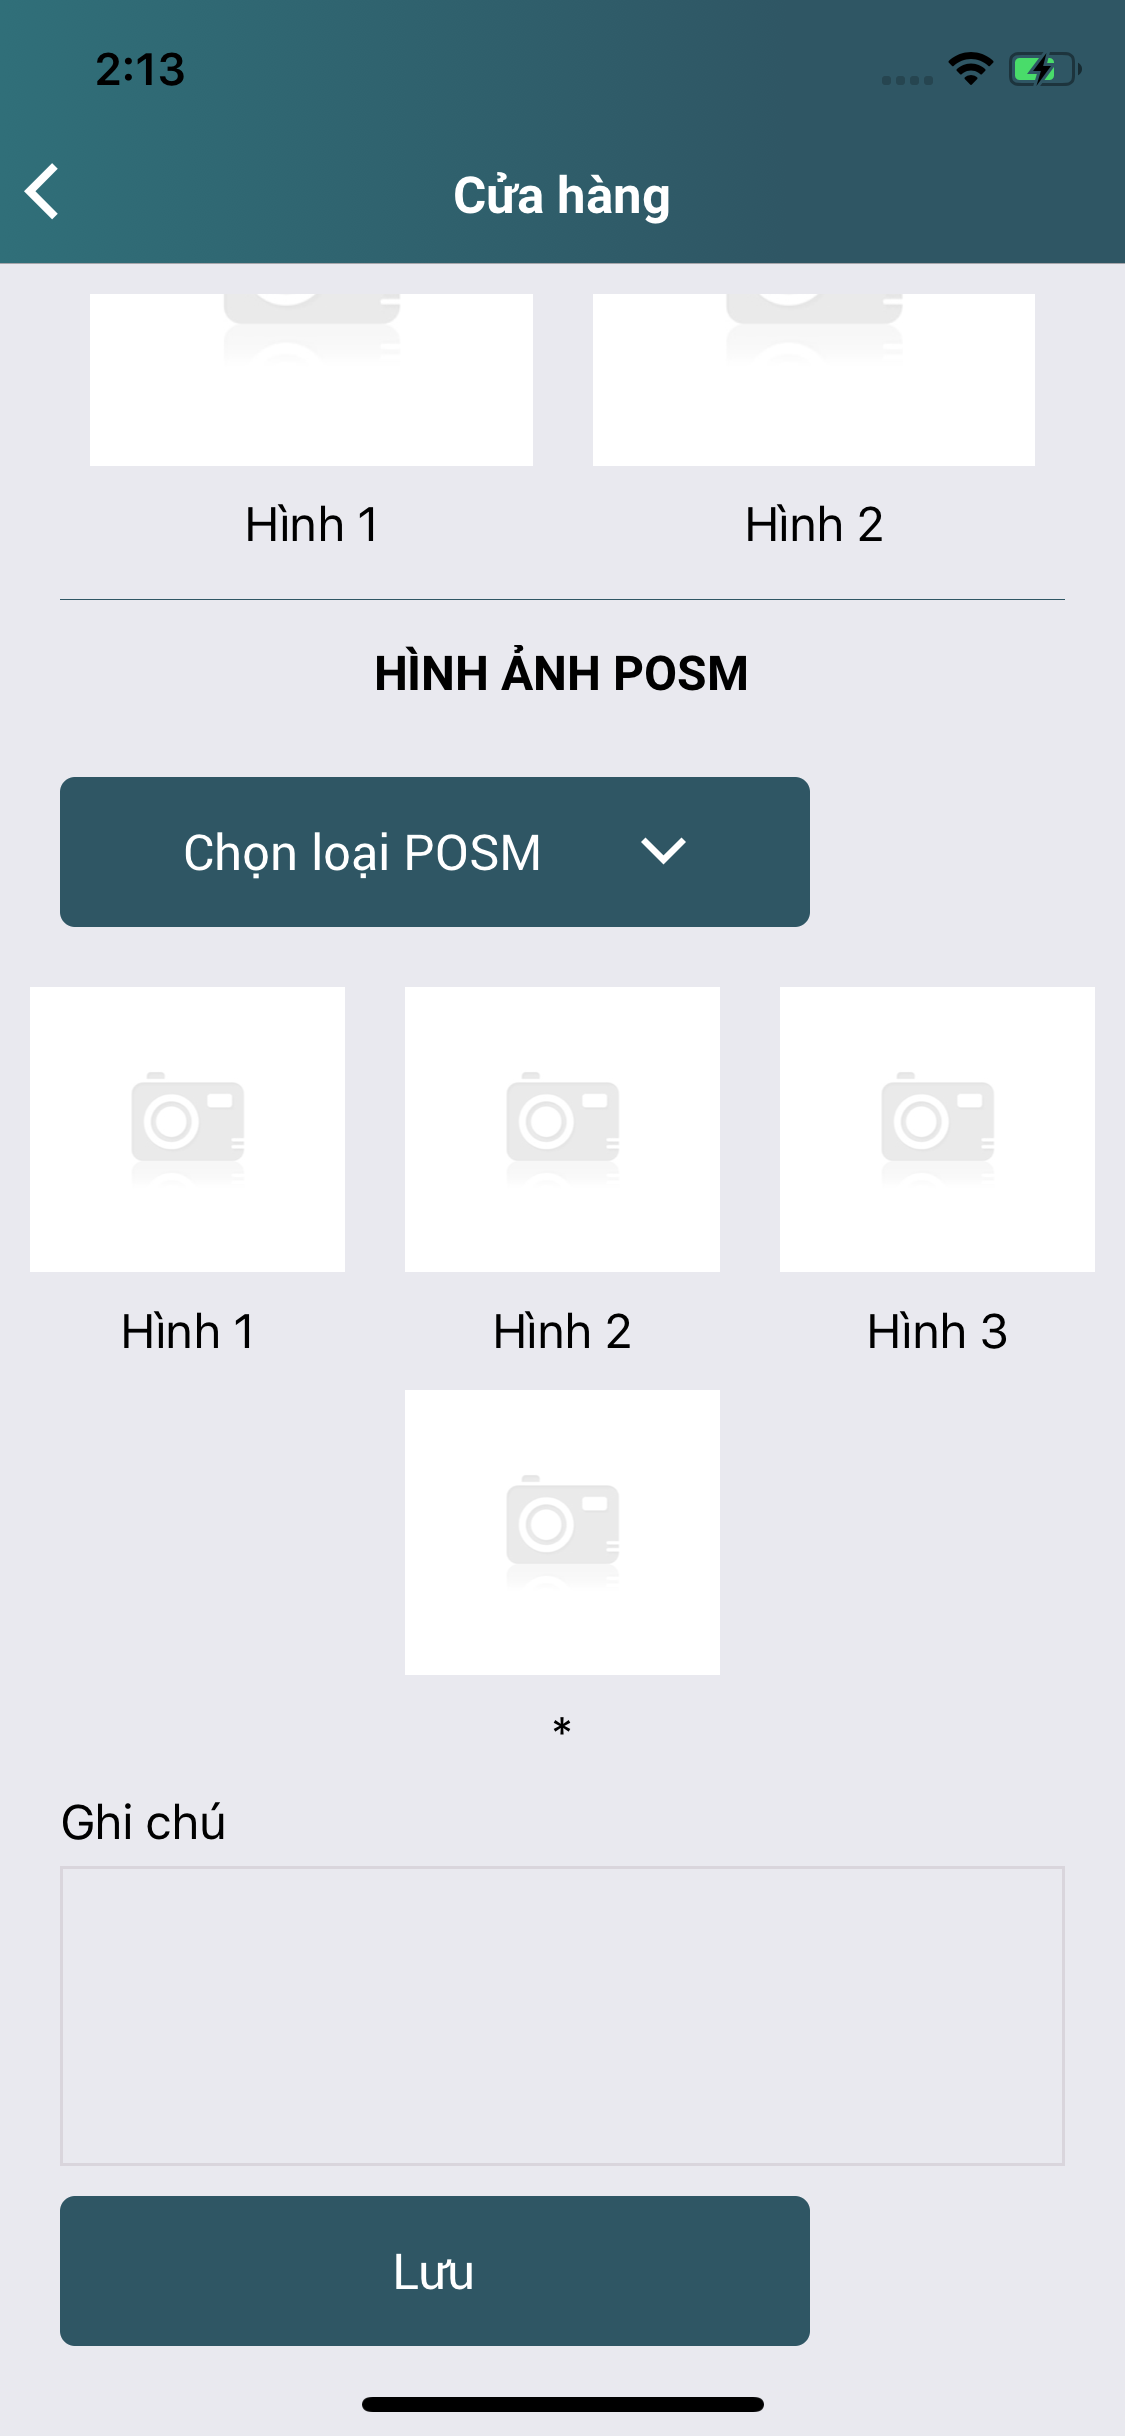 2:13
Cửa hàng
Hình 1
Hình 2
HÌNH ẢNH POSM
Chọn loại POSM
Hình 1
Hình 2
Hình 3
*
Ghi chú
Lưu